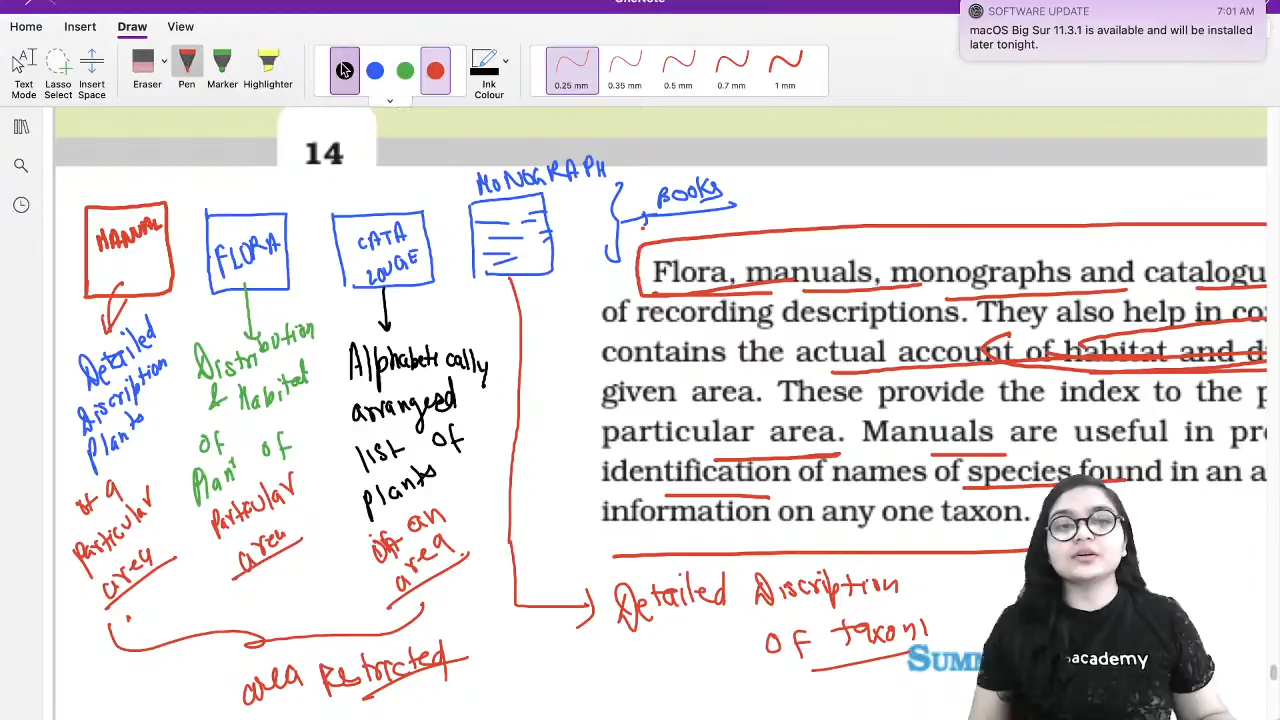 OneNote
SOFTWARE UPDATE 7:01 AM
macOS Big Sur 11.3.1 is available and will be installed
later tonight.
Home Insert Draw View
Text Mode
Lasso Select
Insert Space
Eraser
Pen
Marker
Highlighter
Ink Colour
0.25 mm 0.35 mm 0.5 mm 0.7 mm 1 mm
14
MANUAL
FLORA
CATA
LOUGE
MONOGRAPH
BOOKS
Detailed
Discription
plants
of a
particular
area
Distribution
& Habitat
of
Plant of
particular
area
Alphabetically
arranged
list of
plants
of an
area
area restricted
Flora, manuals, monographs and catalogu
of recording descriptions. They also help in co
contains the actual account of habitat and d
given area. These provide the index to the p
particular area. Manuals are useful in pr
identification of names of species found in an a
information on any one taxon.
Detailed Discription
of taxon
SUM
academy